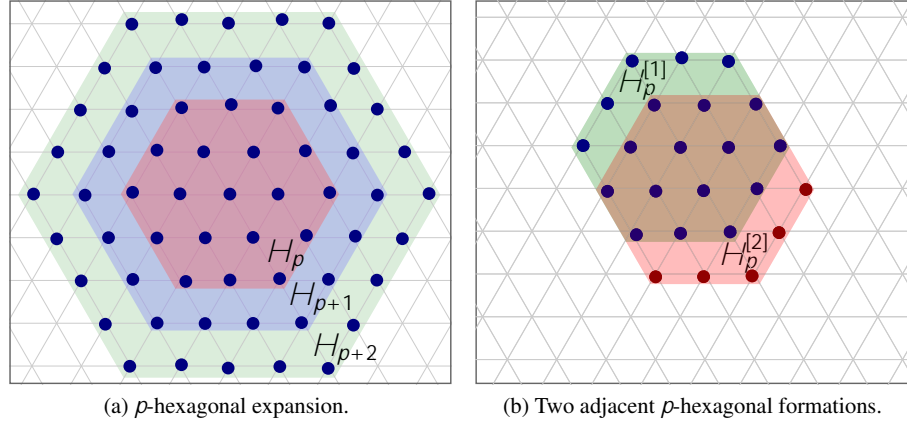 H_p
H_{p+1}
H_{p+2}
(a) p-hexagonal expansion.
H_p^{[1]}
H_p^{[2]}
(b) Two adjacent p-hexagonal formations.